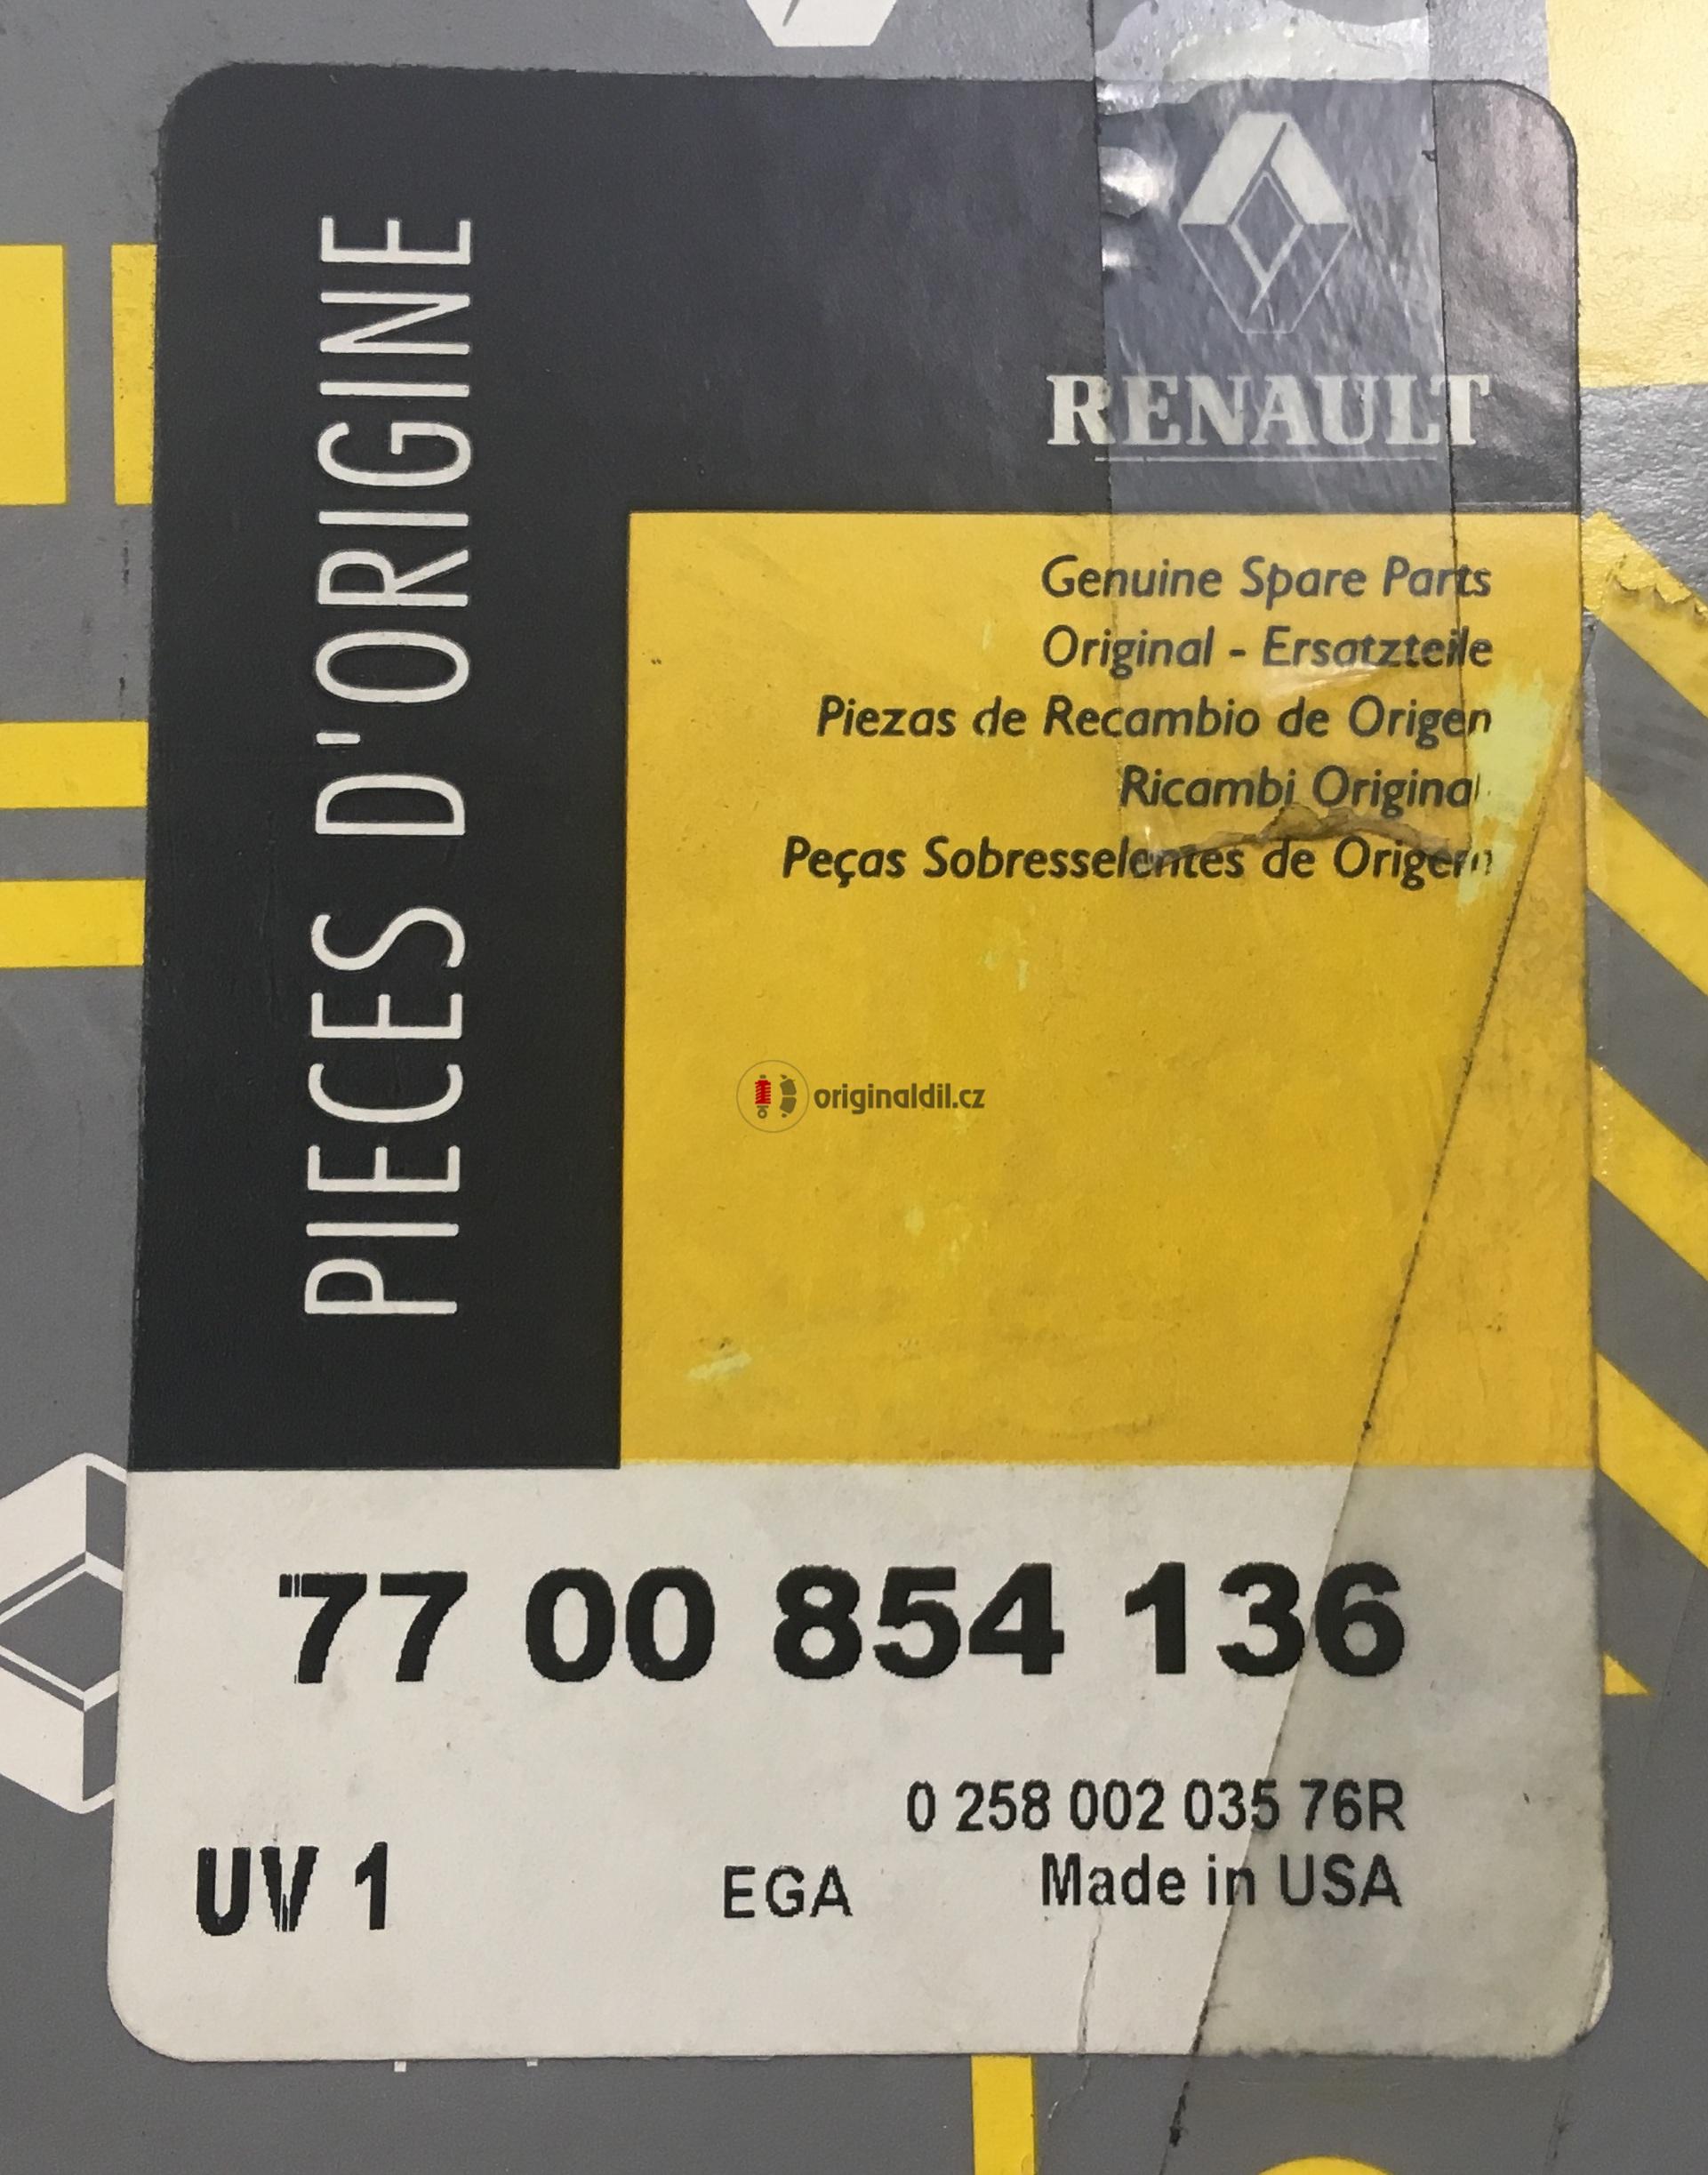 PIECES D'ORIGINE
RENAULT
Genuine Spare Parts
Original - Ersatzteile
Piezas de Recambio de Origen
Ricambi Original
Peças Sobresselentes de Origem
originaldil.cz
77 00 854 136
0 258 002 035 76R
UV 1 EGA Made in USA